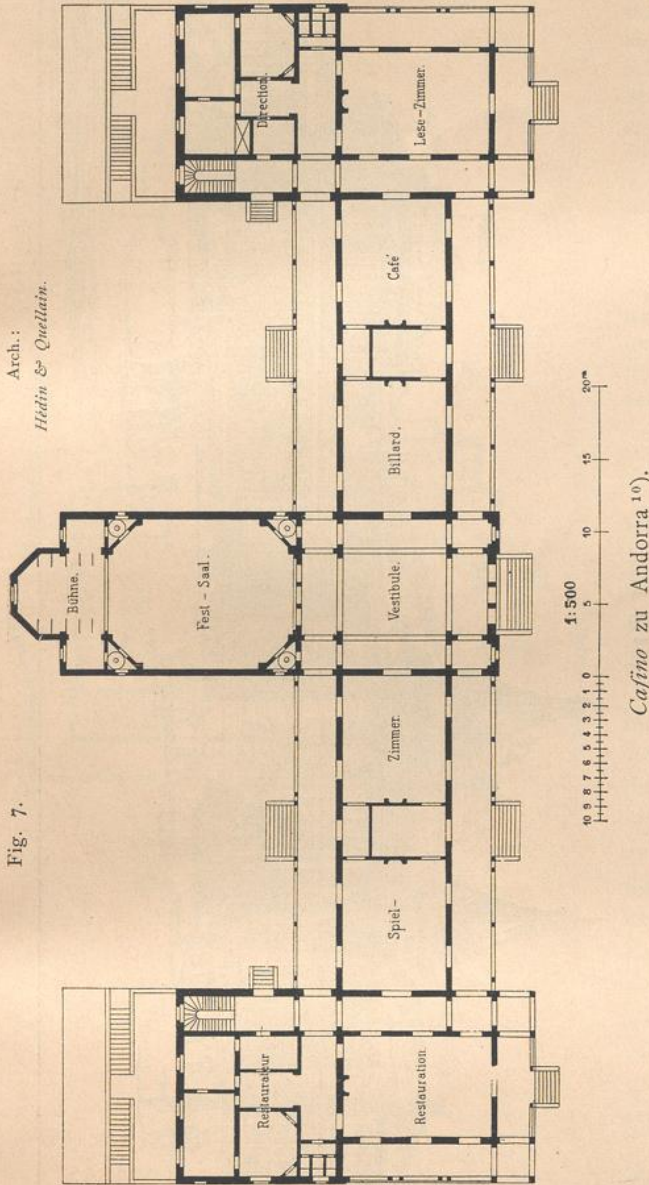 Fig. 7.
Arch.:
Hédin & Quellain.
Bühne.
Fest-Saal.
Restaurateur
Direction.
Spiel-
Zimmer.
Vestibule.
Billard.
Café
Restauration.
Lese-Zimmer.
1:500
10 9 8 7 6 5 4 3 2 1 0 5 10 15 20 m
Caſino zu Andorra ¹⁰).